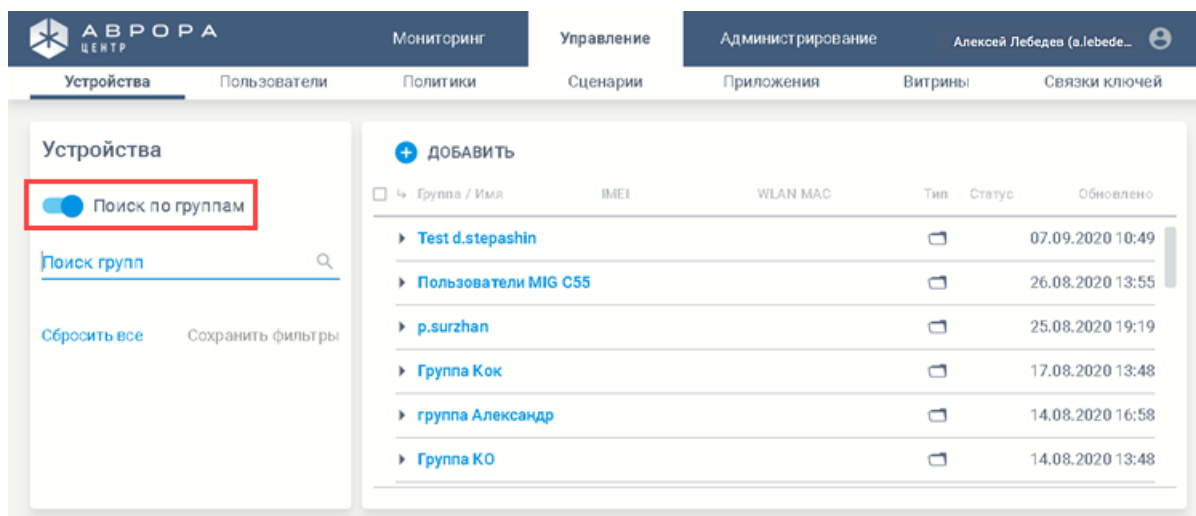 АВРОРА
ЦЕНТР
Мониторинг Управление Администрирование Алексей Лебедев (a.lebede...
Устройства Пользователи Политики Сценарии Приложения Витрины Связки ключей
Устройства
Поиск по группам
Поиск групп
Сбросить все Сохранить фильтры
ДОБАВИТЬ
Группа / Имя IMEI WLAN MAC Тип Статус Обновлено
Test d.stepashin 07.09.2020 10:49
Пользователи MIG C55 26.08.2020 13:55
p.surzhan 25.08.2020 19:19
Группа Кок 17.08.2020 13:48
группа Александр 14.08.2020 16:58
Группа КО 14.08.2020 13:48